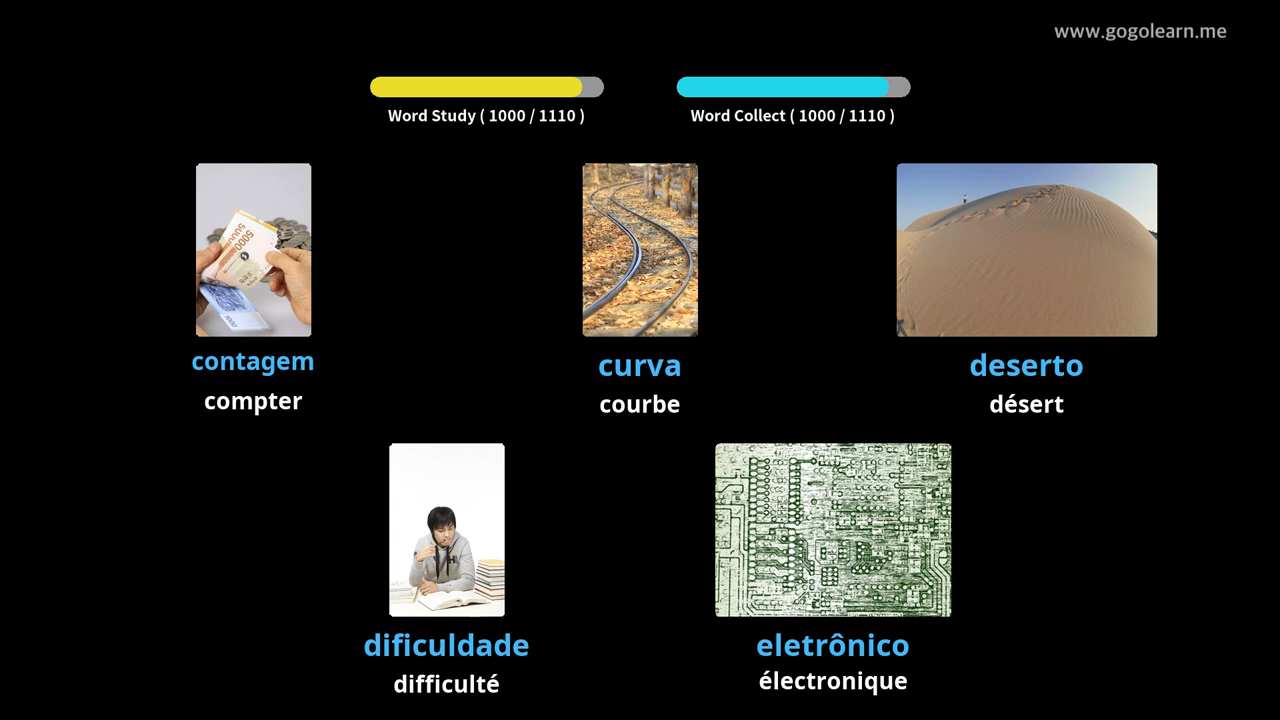 www.gogolearn.me
Word Study ( 1000 / 1110 )
Word Collect ( 1000 / 1110 )
contagem
compter
curva
courbe
deserto
désert
dificuldade
difficulté
eletrônico
électronique